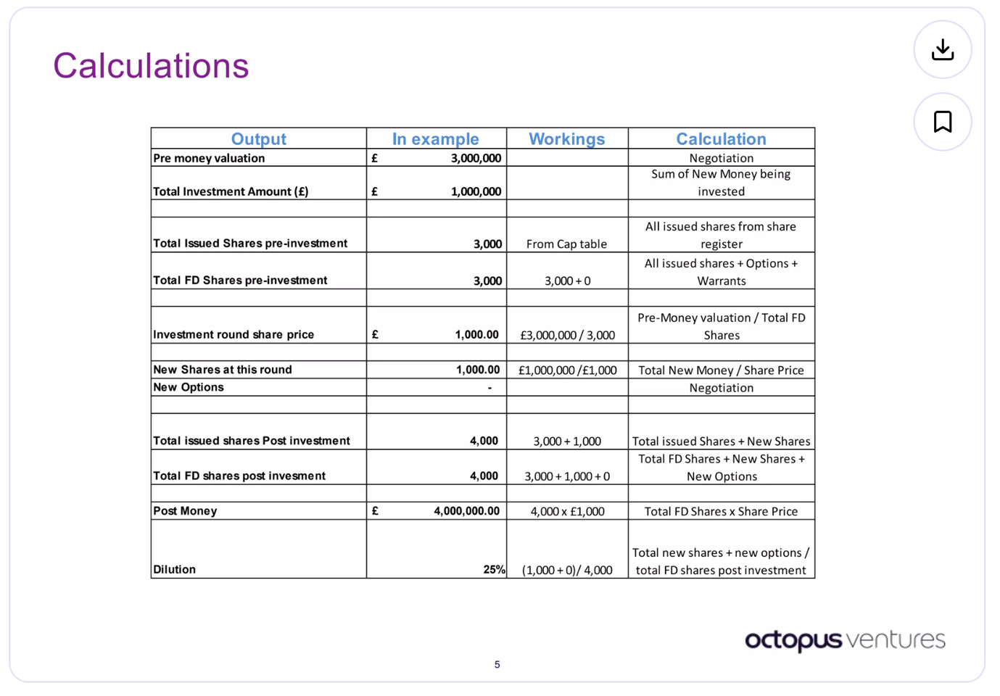 Calculations
Output In example Workings Calculation
Pre money valuation £ 3,000,000 Negotiation
Sum of New Money being
Total Investment Amount (£) £ 1,000,000 invested
All issued shares from share
Total Issued Shares pre-investment 3,000 From Cap table register
All issued shares + Options +
Total FD Shares pre-investment 3,000 3,000 + 0 Warrants
Pre-Money valuation / Total FD
Investment round share price £ 1,000.00 £3,000,000 / 3,000 Shares
New Shares at this round 1,000.00 £1,000,000 /£1,000 Total New Money / Share Price
New Options - Negotiation
Total issued shares Post investment 4,000 3,000 + 1,000 Total issued Shares + New Shares
Total FD Shares + New Shares +
Total FD shares post invesment 4,000 3,000 + 1,000 + 0 New Options
Post Money £ 4,000,000.00 4,000 x £1,000 Total FD Shares x Share Price
Total new shares + new options /
Dilution 25% (1,000 + 0)/ 4,000 total FD shares post investment
octopus ventures
5